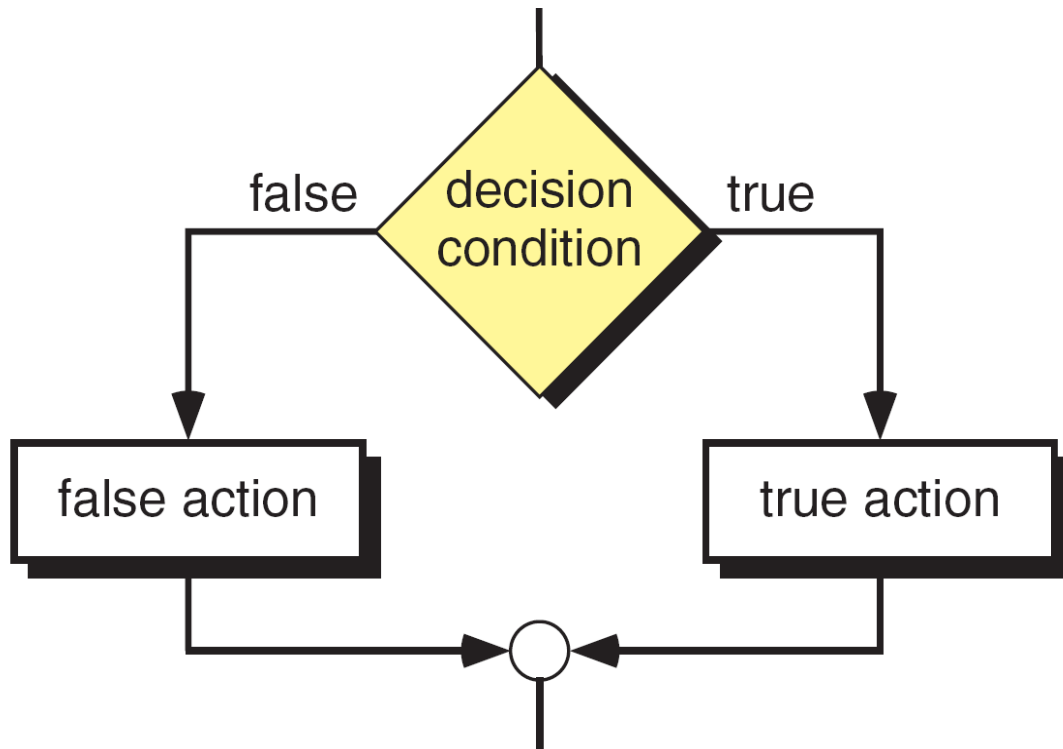 false
decision
condition
true
false action
true action